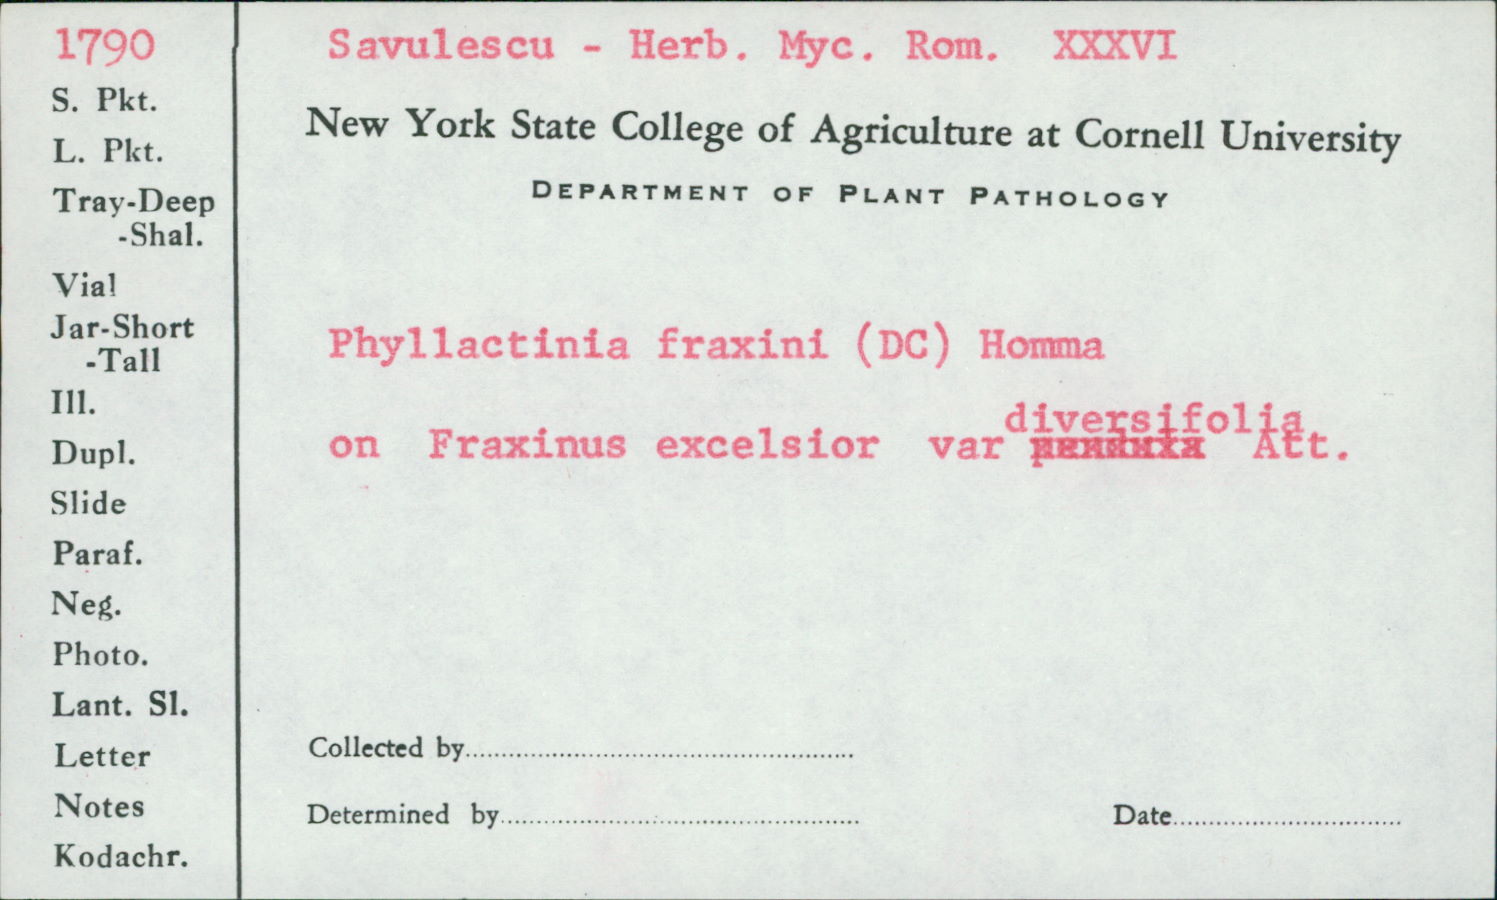 1790
S. Pkt.
L. Pkt.
Tray-Deep
-Shal.
Vial
Jar-Short
-Tall
Ill.
Dupl.
Slide
Paraf.
Neg.
Photo.
Lant. Sl.
Letter
Notes
Kodachr.
Savulescu - Herb. Myc. Rom. XXXVI
New York State College of Agriculture at Cornell University
DEPARTMENT OF PLANT PATHOLOGY
Phyllactinia fraxini (DC) Homma
diversifolia
on Fraxinus excelsior var Att.
Collected by
Determined by
Date